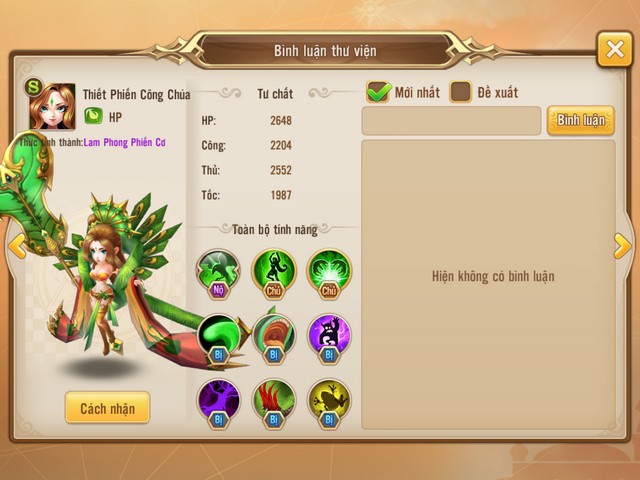 Bình luận thư viện
S
Thiết Phiến Công Chúa
HP
Thức tỉnh thành:Lam Phong Phiến Cơ
Cách nhận
Tư chất
HP: 2648
Công: 2204
Thủ: 2552
Tốc: 1987
Toàn bộ tính năng
Nộ Chủ Chủ
Bị Bị Bị
Bị Bị Bị
Mới nhất Đề xuất
Bình luận
Hiện không có bình luận